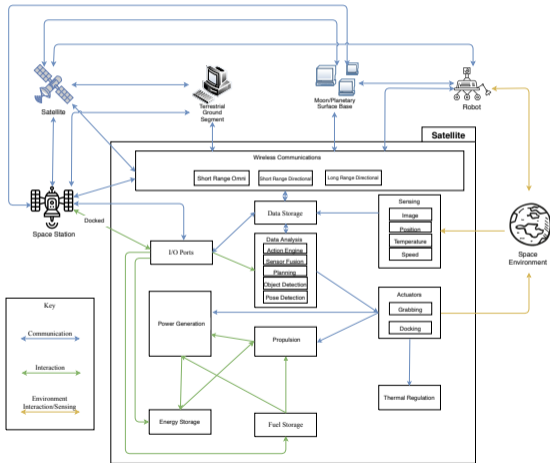 Satellite
Terrestrial
Ground
Segment
Moon/Planetary
Surface Base
Robot
Satellite
Wireless Communications
Short Range Omni
Short Range Directional
Long Range Directional
Space Station
Docked
Data Storage
Sensing
Image
Position
Temperature
Speed
Space
Environment
I/O Ports
Data Analysis
Action Engine
Sensor Fusion
Planning
Object Detection
Pose Detection
Actuators
Grabbing
Docking
Power Generation
Propulsion
Thermal Regulation
Energy Storage
Fuel Storage
Key
Communication
Interaction
Environment
Interaction/Sensing